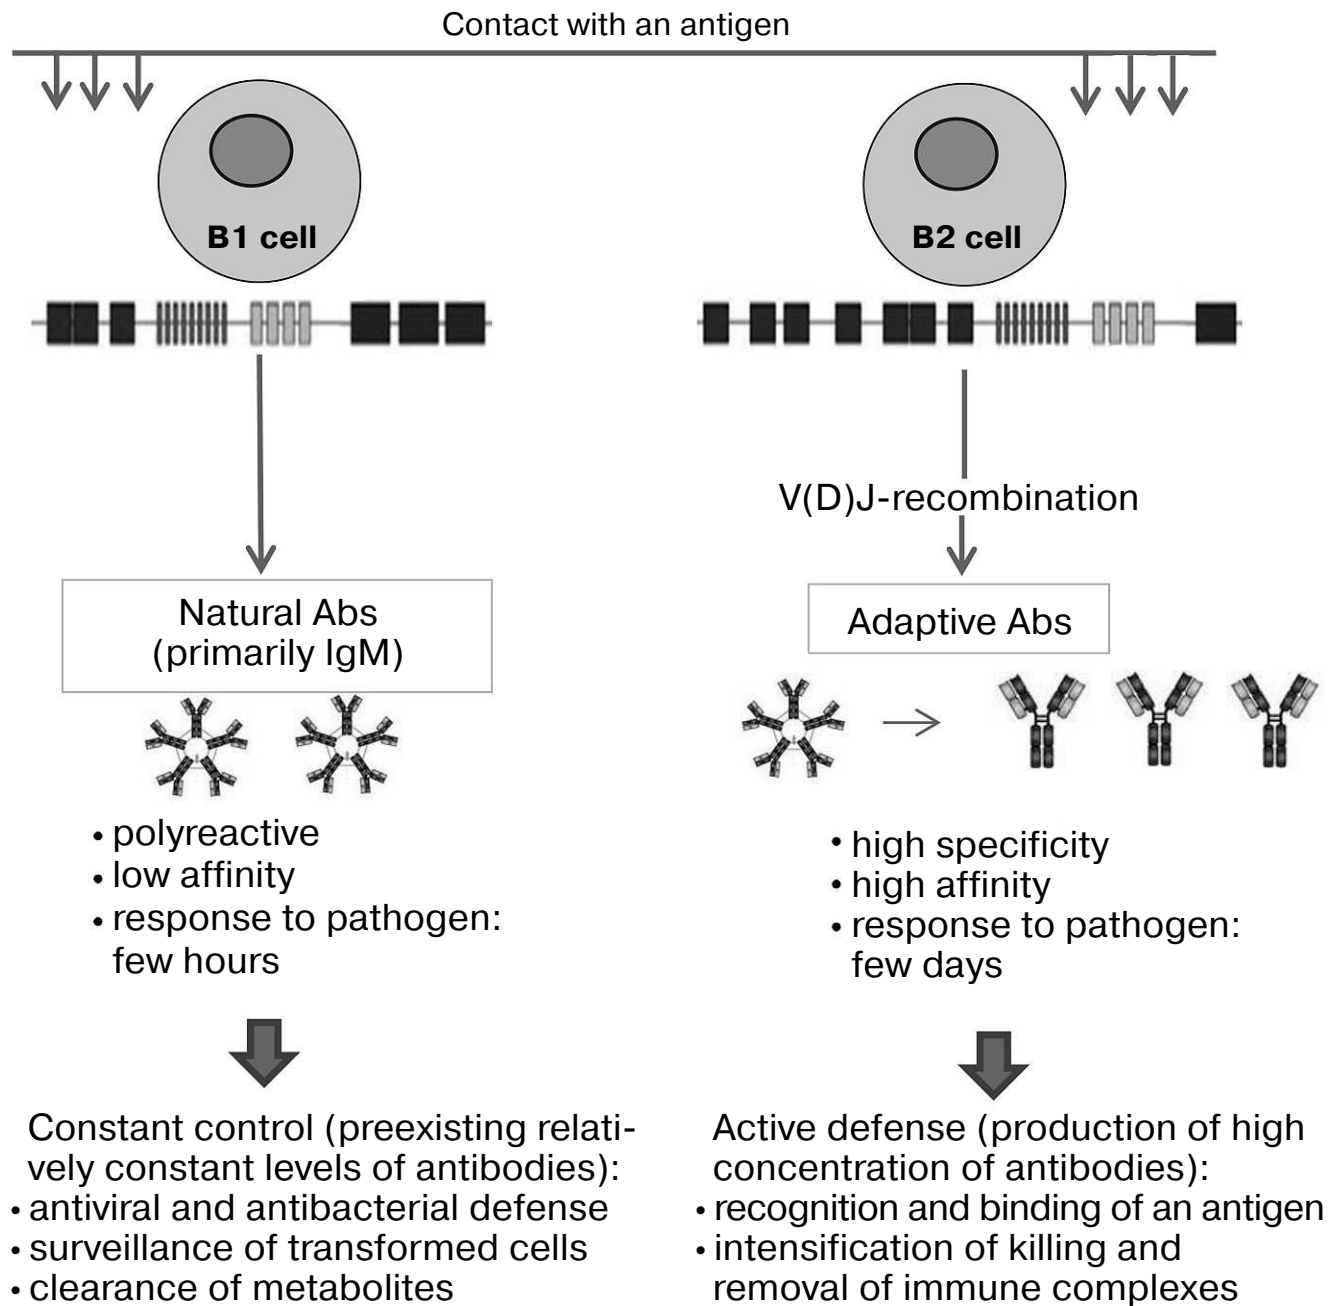 Contact with an antigen
B1 cell
B2 cell
V(D)J-recombination
Natural Abs
(primarily IgM)
Adaptive Abs
• polyreactive
• low affinity
• response to pathogen:
few hours
• high specificity
• high affinity
• response to pathogen:
few days
Constant control (preexisting relati-
vely constant levels of antibodies):
• antiviral and antibacterial defense
• surveillance of transformed cells
• clearance of metabolites
Active defense (production of high
concentration of antibodies):
• recognition and binding of an antigen
• intensification of killing and
removal of immune complexes